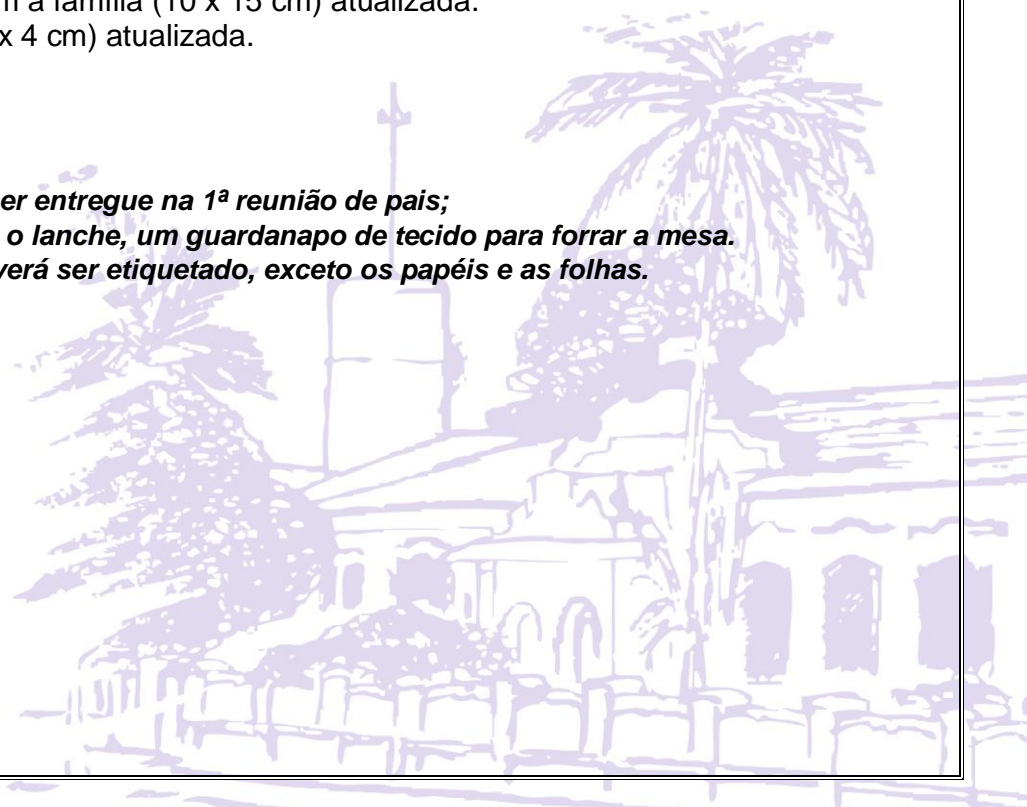 m a família (10 x 15 cm) atualizada.
x 4 cm) atualizada.
er entregue na 1ª reunião de pais;
o lanche, um guardanapo de tecido para forrar a mesa.
verá ser etiquetado, exceto os papéis e as folhas.